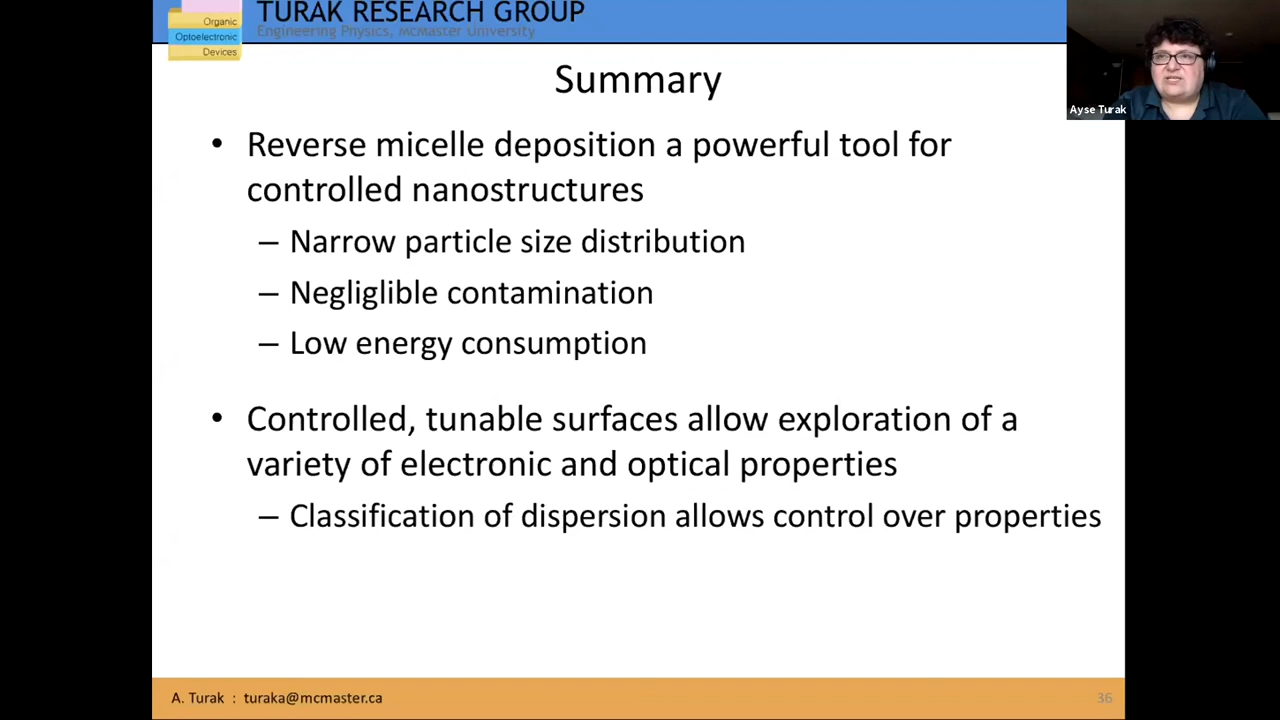 TURAK RESEARCH GROUP
Engineering Physics, McMaster University
Organic
Optoelectronic
Devices
Ayse Turak
Summary
• Reverse micelle deposition a powerful tool for
controlled nanostructures
– Narrow particle size distribution
– Negliglible contamination
– Low energy consumption
• Controlled, tunable surfaces allow exploration of a
variety of electronic and optical properties
– Classification of dispersion allows control over properties
A. Turak : turaka@mcmaster.ca
36